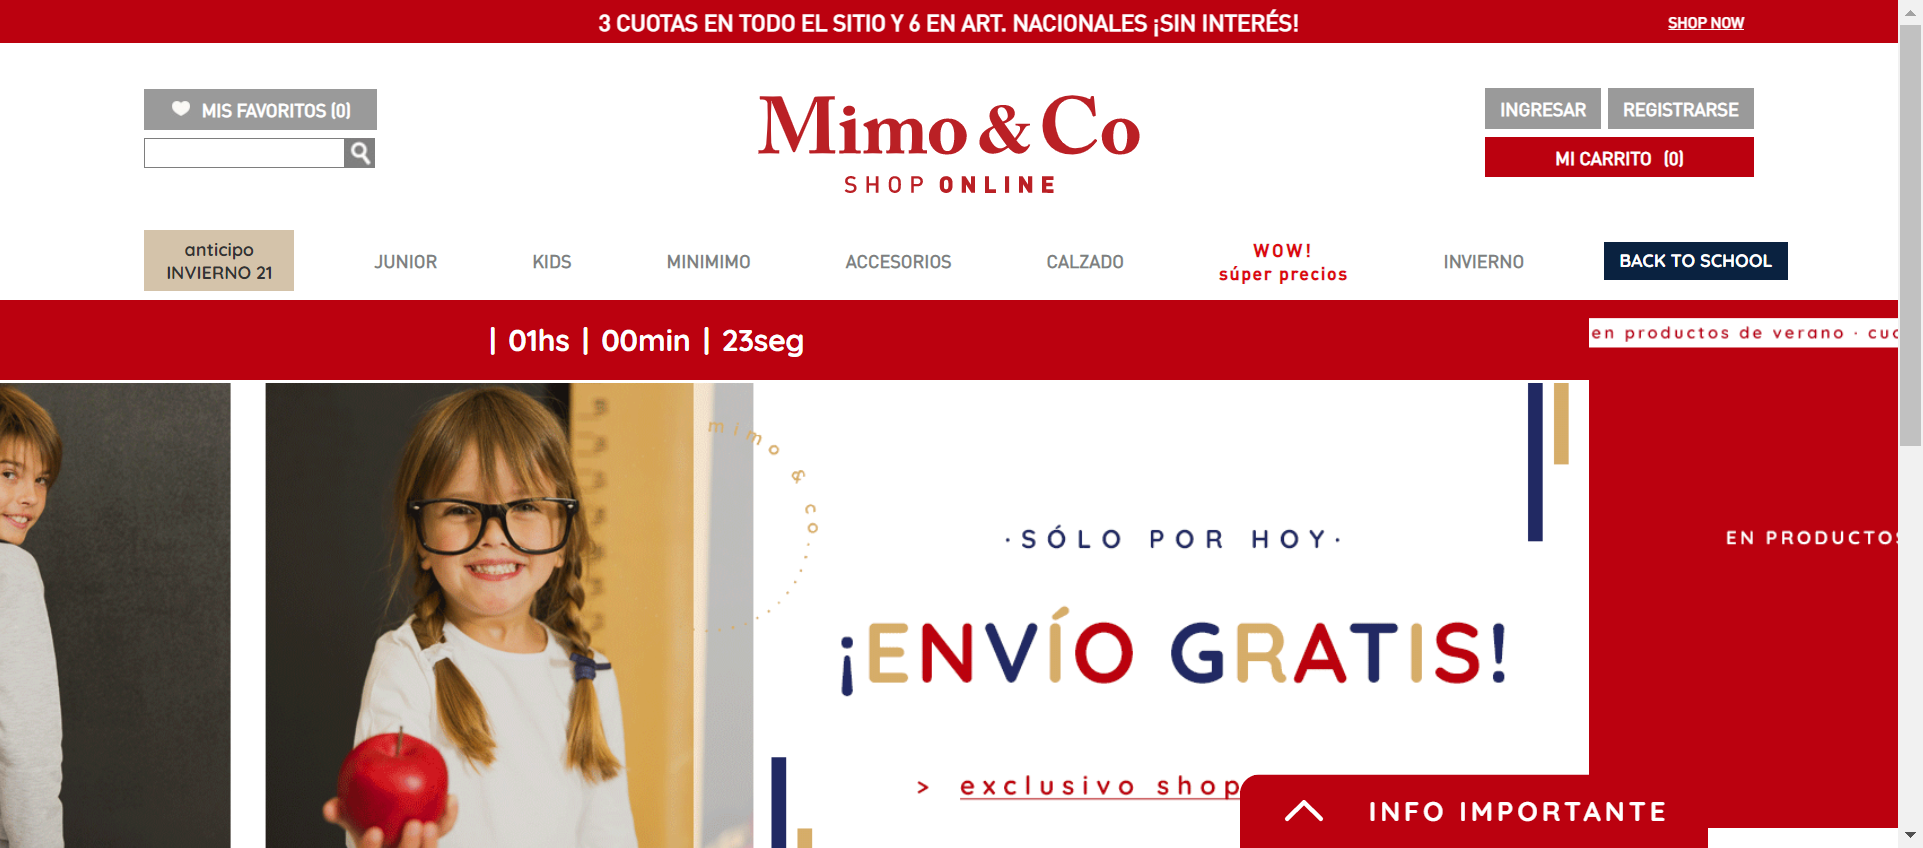 3 CUOTAS EN TODO EL SITIO Y 6 EN ART. NACIONALES ¡SIN INTERÉS!
SHOP NOW
MIS FAVORITOS (0)
Mimo & Co
SHOP ONLINE
INGRESAR
REGISTRARSE
MI CARRITO (0)
anticipo
INVIERNO 21
JUNIOR
KIDS
MINIMIMO
ACCESORIOS
CALZADO
WOW!
súper precios
INVIERNO
BACK TO SCHOOL
| 01hs | 00min | 23seg
en productos de verano ·
mimo & co
·SÓLO POR HOY·
EN PRODUCTOS
¡ENVÍO GRATIS!
> exclusivo shop
INFO IMPORTANTE